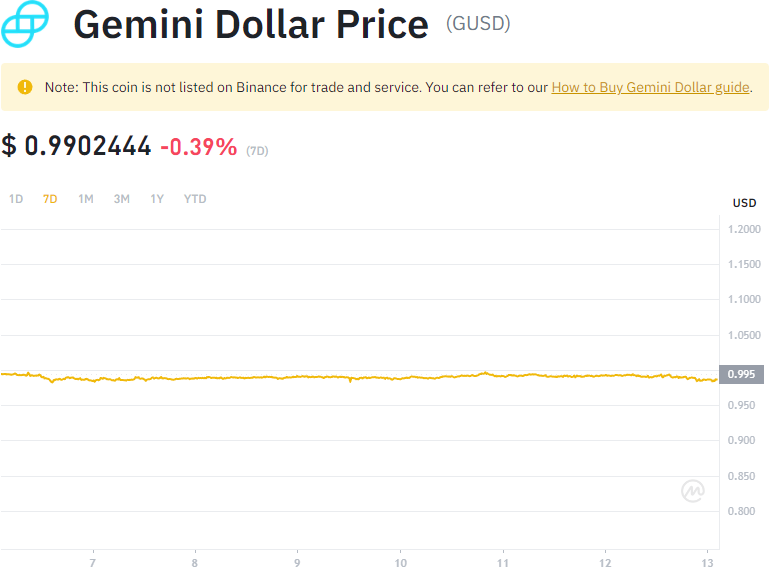 Gemini Dollar Price (GUSD)
Note: This coin is not listed on Binance for trade and service. You can refer to our How to Buy Gemini Dollar guide.
$ 0.9902444 -0.39% (7D)
1D 7D 1M 3M 1Y YTD
USD
1.2000
1.1500
1.1000
1.0500
0.995
0.950
0.900
0.850
0.800
7 8 9 10 11 12 13